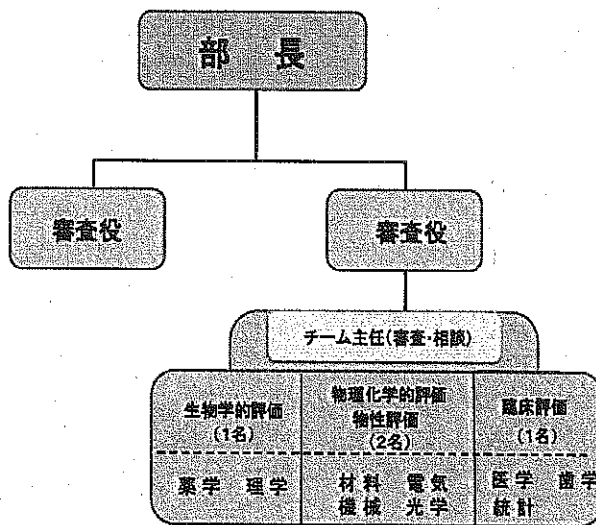 部 長
審査役
審査役
チーム主任(審査・相談)
生物学的評価
(1名)
物理化学的評価
物性評価
(2名)
臨床評価
(1名)
薬学 理学
材料 電気
機械 光学
医学 歯学
統計